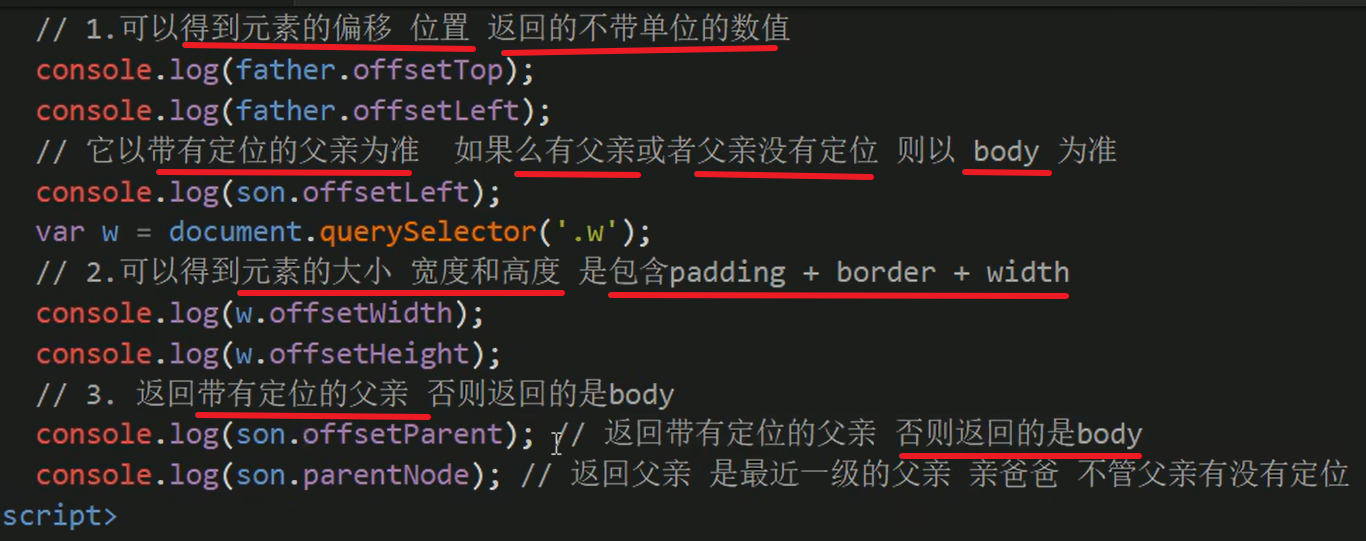 // 1.可以得到元素的偏移 位置 返回的不带单位的数值
console.log(father.offsetTop);
console.log(father.offsetLeft);
// 它以带有定位的父亲为准  如果么有父亲或者父亲没有定位 则以 body 为准
console.log(son.offsetLeft);
var w = document.querySelector('.w');
// 2.可以得到元素的大小 宽度和高度 是包含padding + border + width
console.log(w.offsetWidth);
console.log(w.offsetHeight);
// 3. 返回带有定位的父亲 否则返回的是body
console.log(son.offsetParent); // 返回带有定位的父亲 否则返回的是body
console.log(son.parentNode); // 返回父亲 是最近一级的父亲 亲爸爸 不管父亲有没有定位
script>